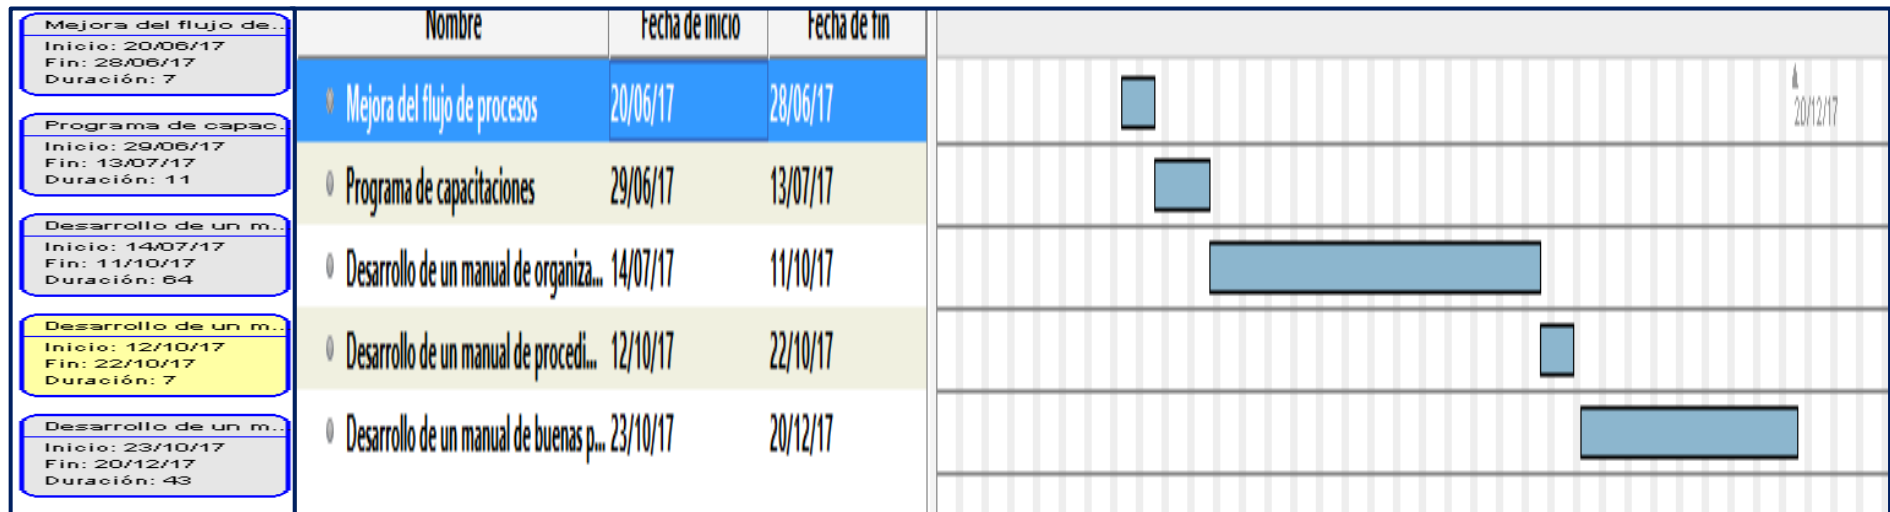 Mejora del flujo de...
Inicio: 20/06/17
Fin: 28/06/17
Duración: 7
Programa de capac..
Inicio: 29/06/17
Fin: 13/07/17
Duración: 11
Desarrollo de un m..
Inicio: 14/07/17
Fin: 11/10/17
Duración: 64
Desarrollo de un m..
Inicio: 12/10/17
Fin: 22/10/17
Duración: 7
Desarrollo de un m..
Inicio: 23/10/17
Fin: 20/12/17
Duración: 43
Nombre Fecha de inicio Fecha de fin
Mejora del flujo de procesos 20/06/17 28/06/17
Programa de capacitaciones 29/06/17 13/07/17
Desarrollo de un manual de organiza... 14/07/17 11/10/17
Desarrollo de un manual de procedi... 12/10/17 22/10/17
Desarrollo de un manual de buenas p... 23/10/17 20/12/17
20/12/17